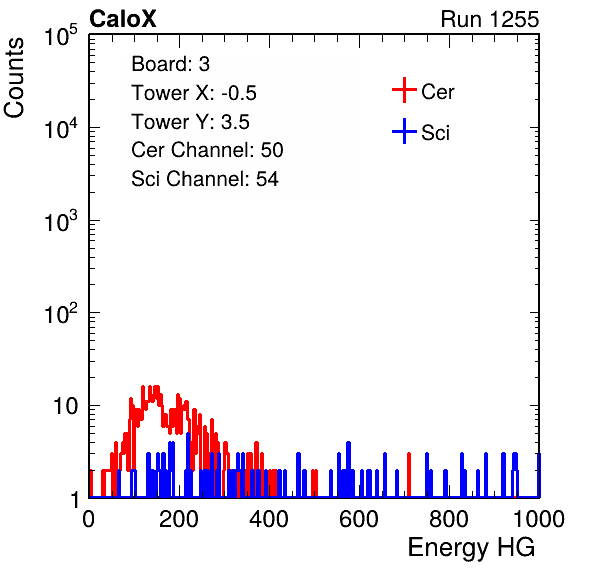 CaloX Run 1255
Counts
Board: 3
Tower X: -0.5
Tower Y: 3.5
Cer Channel: 50
Sci Channel: 54
Cer
Sci
10^5
10^4
10^3
10^2
10
1
0 200 400 600 800 1000
Energy HG